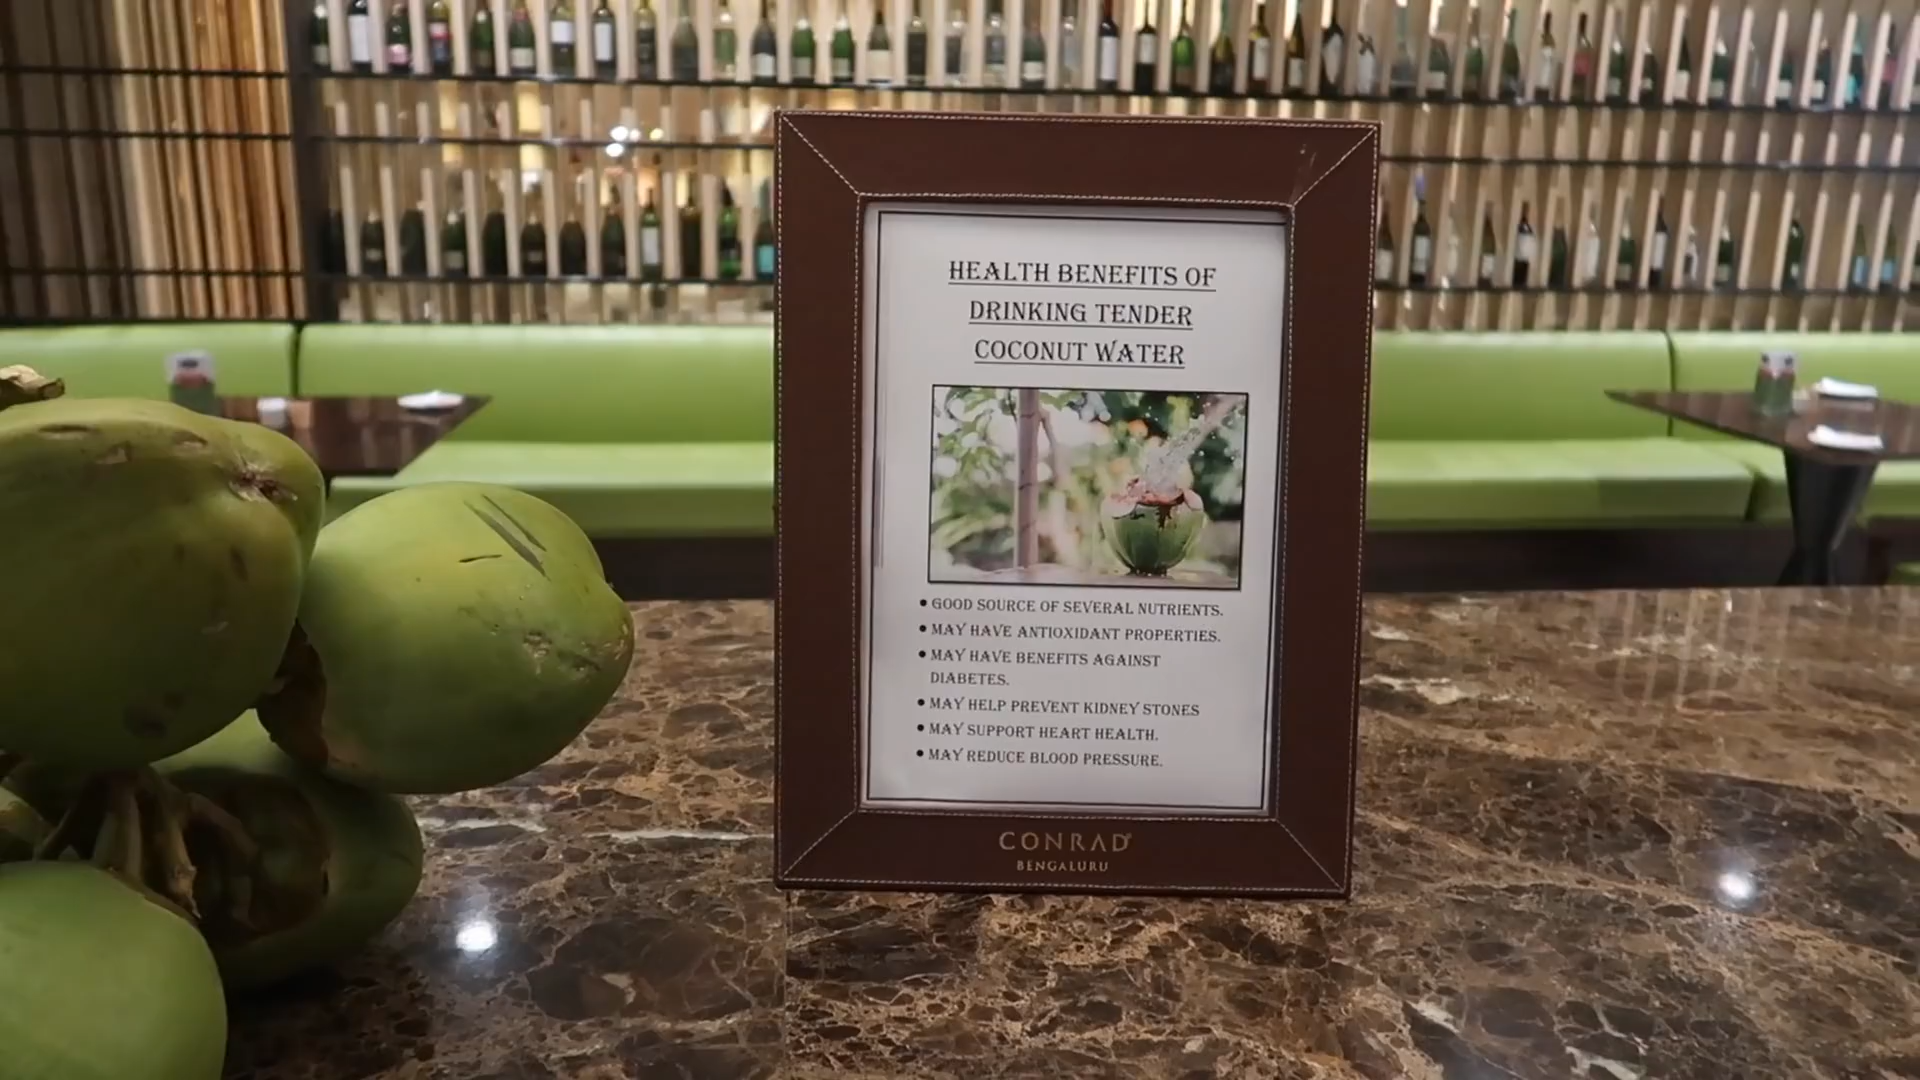 HEALTH BENEFITS OF
DRINKING TENDER
COCONUT WATER
• GOOD SOURCE OF SEVERAL NUTRIENTS.
• MAY HAVE ANTIOXIDANT PROPERTIES.
• MAY HAVE BENEFITS AGAINST
DIABETES.
• MAY HELP PREVENT KIDNEY STONES
• MAY SUPPORT HEART HEALTH.
• MAY REDUCE BLOOD PRESSURE.
CONRAD®
BENGALURU